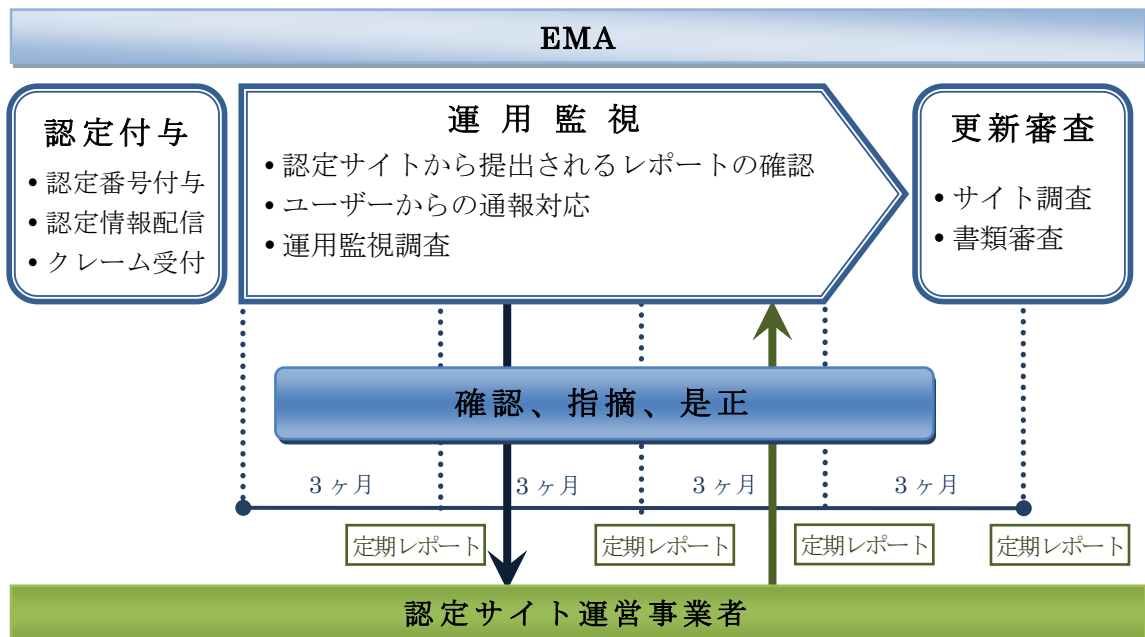 EMA
認定付与
• 認定番号付与
• 認定情報配信
• クレーム受付
運用監視
• 認定サイトから提出されるレポートの確認
• ユーザーからの通報対応
• 運用監視調査
更新審査
• サイト調査
• 書類審査
確認、指摘、是正
3ヶ月
3ヶ月
3ヶ月
3ヶ月
定期レポート
定期レポート
定期レポート
定期レポート
認定サイト運営事業者